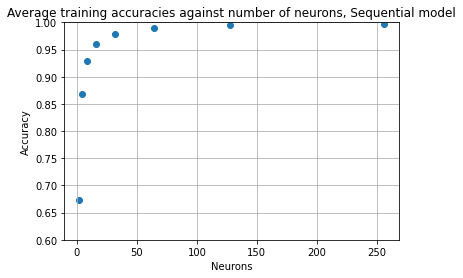 Average training accuracies against number of neurons, Sequential model
1.00
0.95
0.90
0.85
0.80
0.75
0.70
0.65
0.60
Accuracy
0 50 100 150 200 250
Neurons